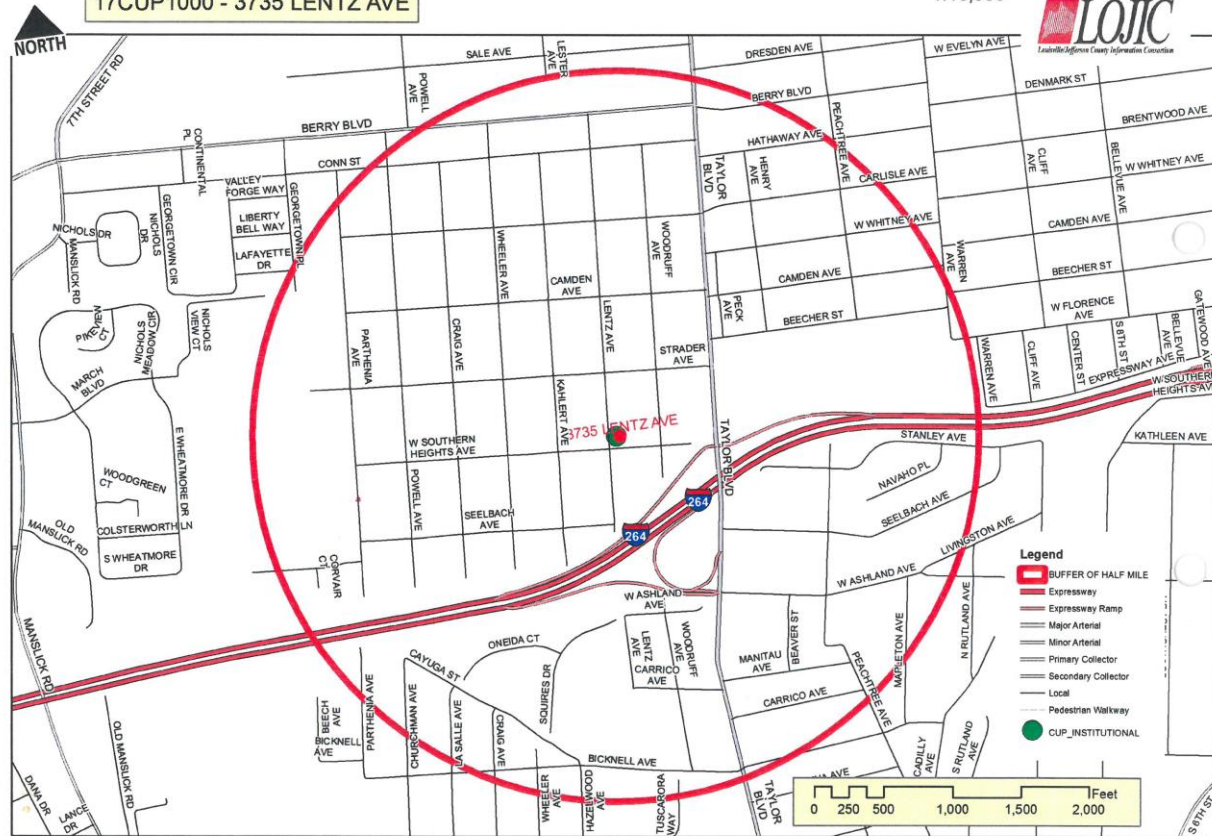 17CUP1000 - 3735 LENTZ AVE
NORTH
LOJIC
Louisville/Jefferson County Information Consortium
7TH STREET RD
SALE AVE
LESTER AVE
DRESDEN AVE
W EVELYN AVE
DENMARK ST
POWELL AVE
BERRY BLVD
BERRY BLVD
PEACHTREE AVE
BRENTWOOD AVE
CONTINENTAL PL
CONN ST
HATHAWAY AVE
TAYLOR BLVD
HENRY AVE
CARLISLE AVE
CLIFF AVE
BELLEVUE AVE
W WHITNEY AVE
VALLEY FORGE WAY
GEORGETOWN PL
LIBERTY BELL WAY
LAFAYETTE DR
NICHOLS DR
NICHOLS DR
GEORGETOWN CIR
MANSLICK RD
WHEELER AVE
WOODRUFF AVE
W WHITNEY AVE
CAMDEN AVE
WARREN AVE
CAMDEN AVE
LENTZ AVE
PECK AVE
CAMDEN AVE
BEECHER ST
BEECHER ST
W FLORENCE AVE
PIKEVIEW CT
NICHOLS MEADOW CIR
NICHOLS VIEW CT
MARCH BLVD
PARTHENIA AVE
CRAIG AVE
STRADER AVE
WARREN AVE
CLIFF AVE
CENTER ST
S 8TH ST
BELLEVUE AVE
GATEWOOD AVE
EXPRESSWAY AVE
W SOUTHERN HEIGHTS AV
KAHLERT AVE
3735 LENTZ AVE
E WHEATMORE DR
W SOUTHERN HEIGHTS AVE
TAYLOR BLVD
STANLEY AVE
KATHLEEN AVE
WOODGREEN CT
POWELL AVE
NAVAHO PL
264
264
SEELBACH AVE
SEELBACH AVE
OLD MANSLICK RD
COLSTERWORTH LN
S WHEATMORE DR
CORVAIR CT
LIVINGSTON AVE
W ASHLAND AVE
W ASHLAND AVE
MANSLICK RD
ONEIDA CT
CAYUGA ST
SQUIRES DR
LENTZ AVE
WOODRUFF AVE
CARRICO AVE
BEAVER ST
MANITAU AVE
PEACHTREE AVE
MAPLETON AVE
N RUTLAND AVE
CARRICO AVE
BEECH AVE
BICKNELL AVE
PARTHENIA AVE
CHURCHMAN AVE
LA SALLE AVE
CRAIG AVE
BICKNELL AVE
OLD MANSLICK RD
WHEELER AVE
HAZELWOOD AVE
TUSCARORA WAY
TAYLOR BLVD
CADILLY AVE
S RUTLAND AVE
DANA DR
LANCE DR
S 6TH ST
Legend
BUFFER OF HALF MILE
Expressway
Expressway Ramp
Major Arterial
Minor Arterial
Primary Collector
Secondary Collector
Local
Pedestrian Walkway
CUP_INSTITUTIONAL
Feet
0 250 500 1,000 1,500 2,000